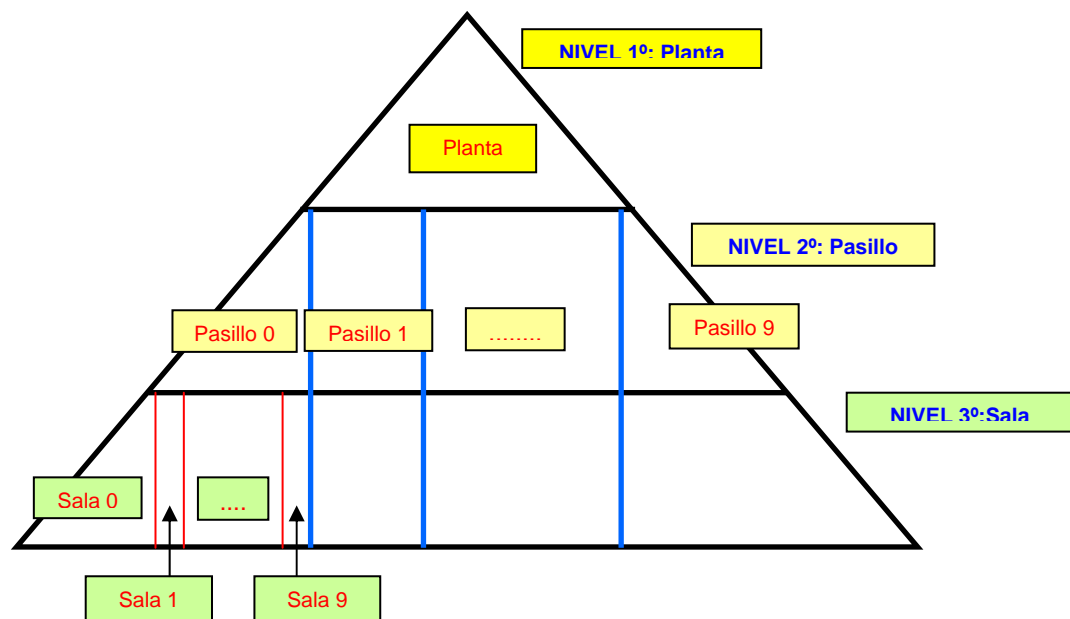 NIVEL 1º: Planta
Planta
NIVEL 2º: Pasillo
Pasillo 0
Pasillo 1
........
Pasillo 9
NIVEL 3º:Sala
Sala 0
....
Sala 1
Sala 9